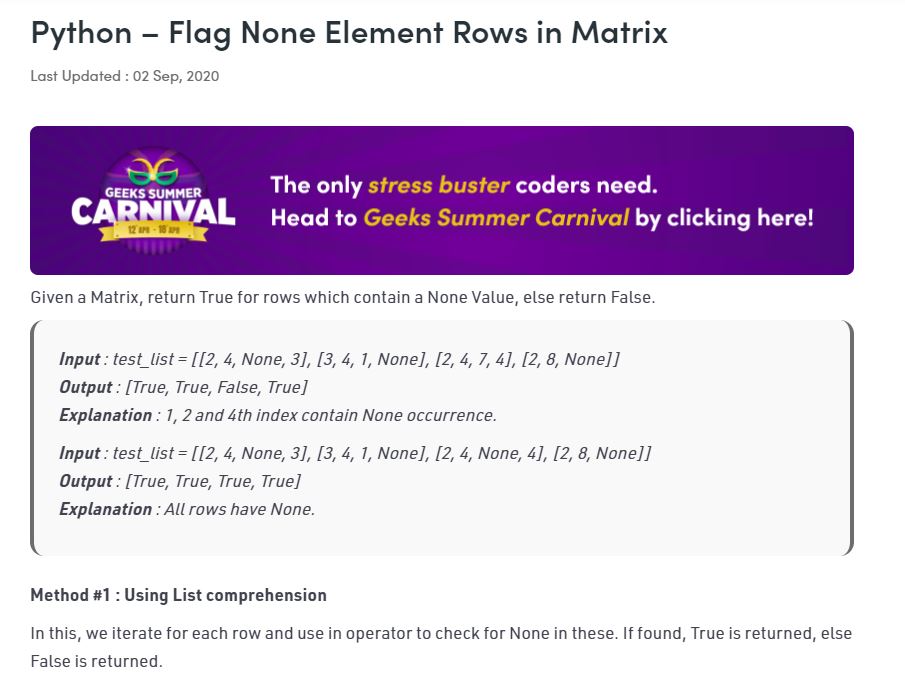 Python – Flag None Element Rows in Matrix
Last Updated : 02 Sep, 2020
GEEKS SUMMER
CARNIVAL
12 APR - 18 APR
The only stress buster coders need.
Head to Geeks Summer Carnival by clicking here!
Given a Matrix, return True for rows which contain a None Value, else return False.
Input : test_list = [[2, 4, None, 3], [3, 4, 1, None], [2, 4, 7, 4], [2, 8, None]]
Output : [True, True, False, True]
Explanation : 1, 2 and 4th index contain None occurrence.
Input : test_list = [[2, 4, None, 3], [3, 4, 1, None], [2, 4, None, 4], [2, 8, None]]
Output : [True, True, True, True]
Explanation : All rows have None.
Method #1 : Using List comprehension
In this, we iterate for each row and use in operator to check for None in these. If found, True is returned, else
False is returned.